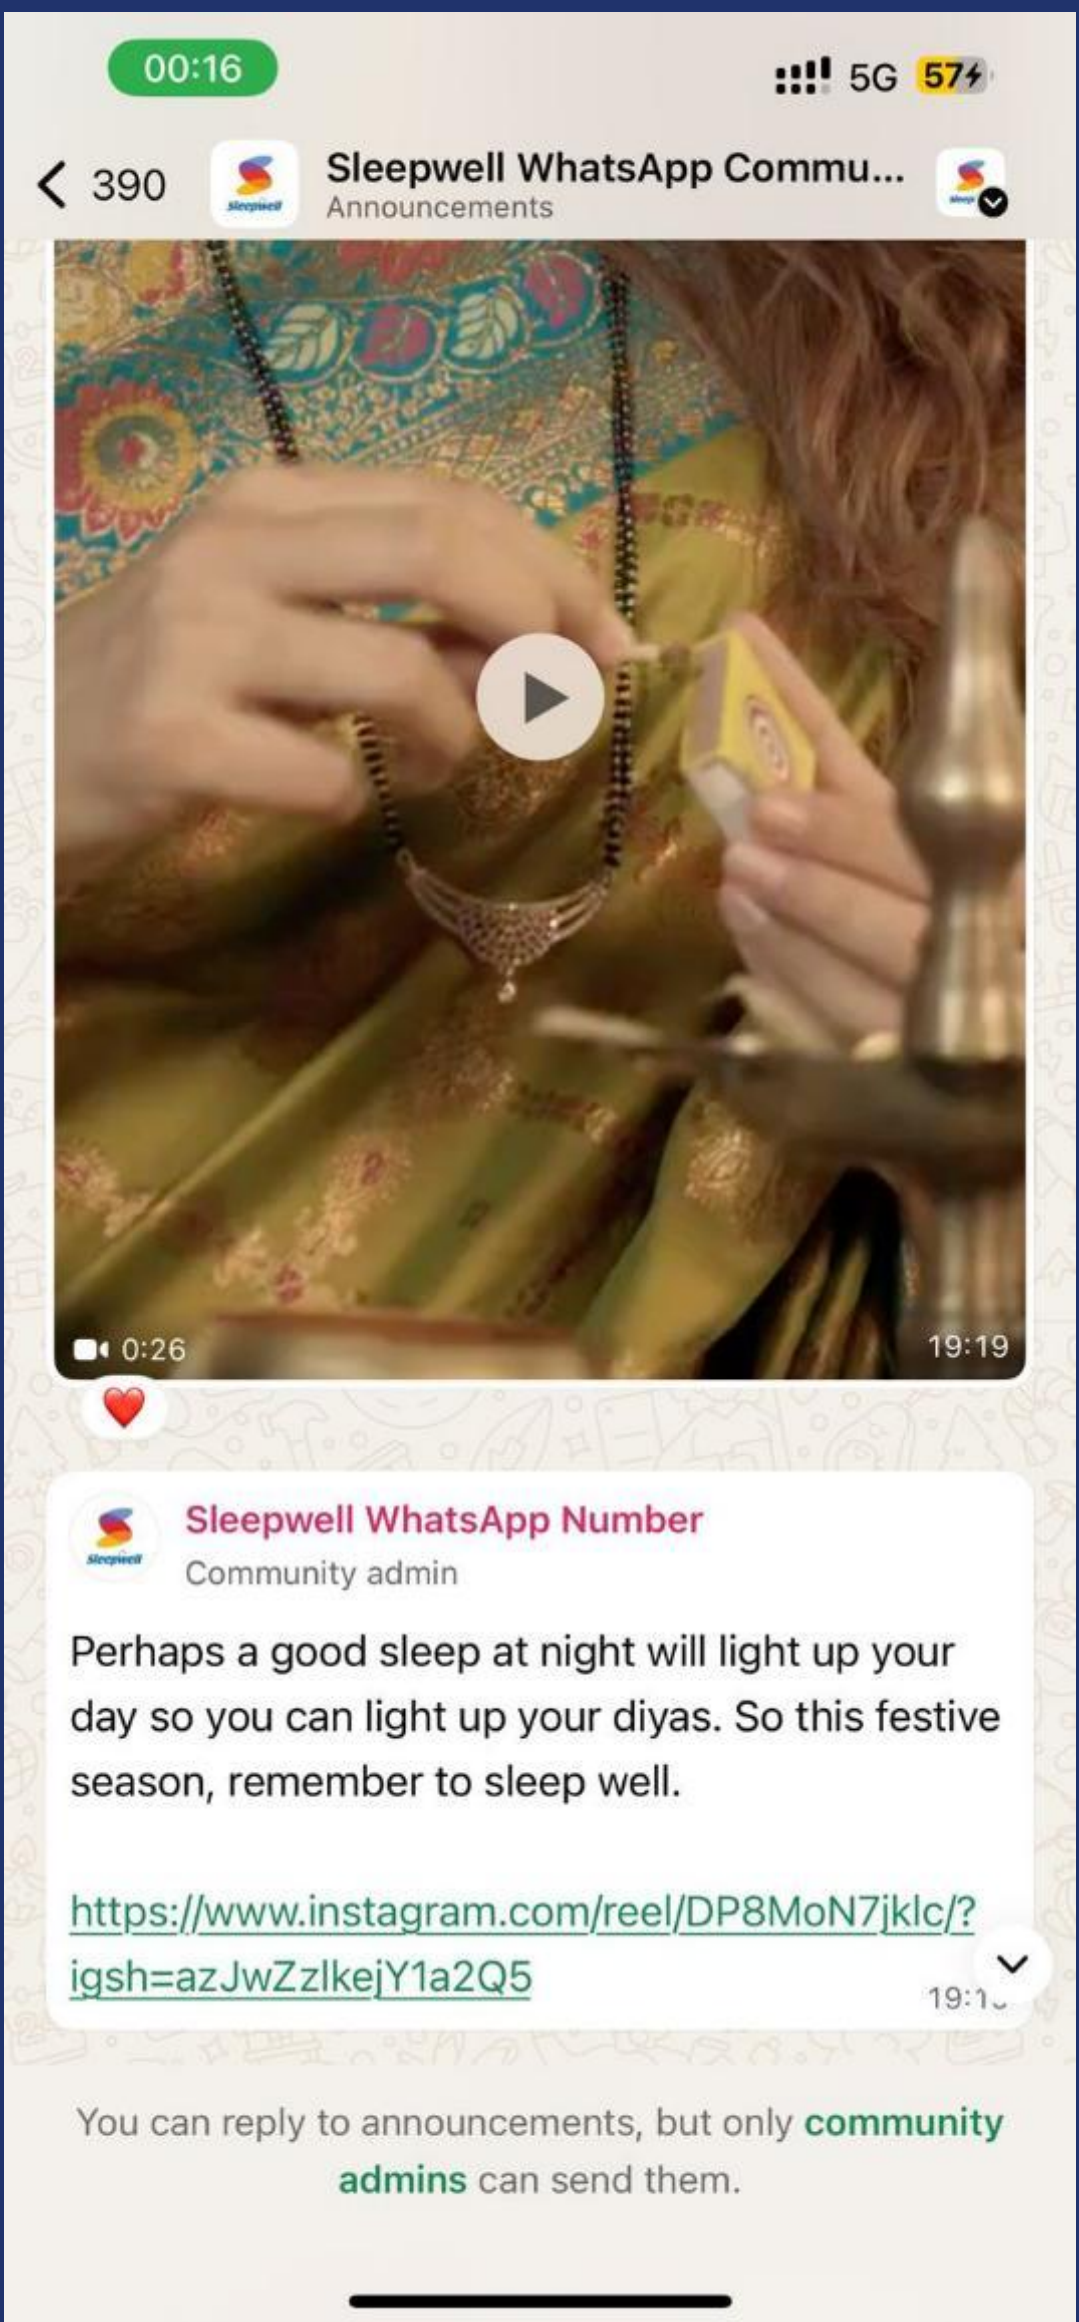 00:16
5G 57
390
Sleepwell
Sleepwell WhatsApp Commu...
Announcements
0:26
19:19
Sleepwell
Sleepwell WhatsApp Number
Community admin
Perhaps a good sleep at night will light up your
day so you can light up your diyas. So this festive
season, remember to sleep well.
https://www.instagram.com/reel/DP8MoN7jklc/?
igsh=azJwZzlkejY1a2Q5
You can reply to announcements, but only community
admins can send them.